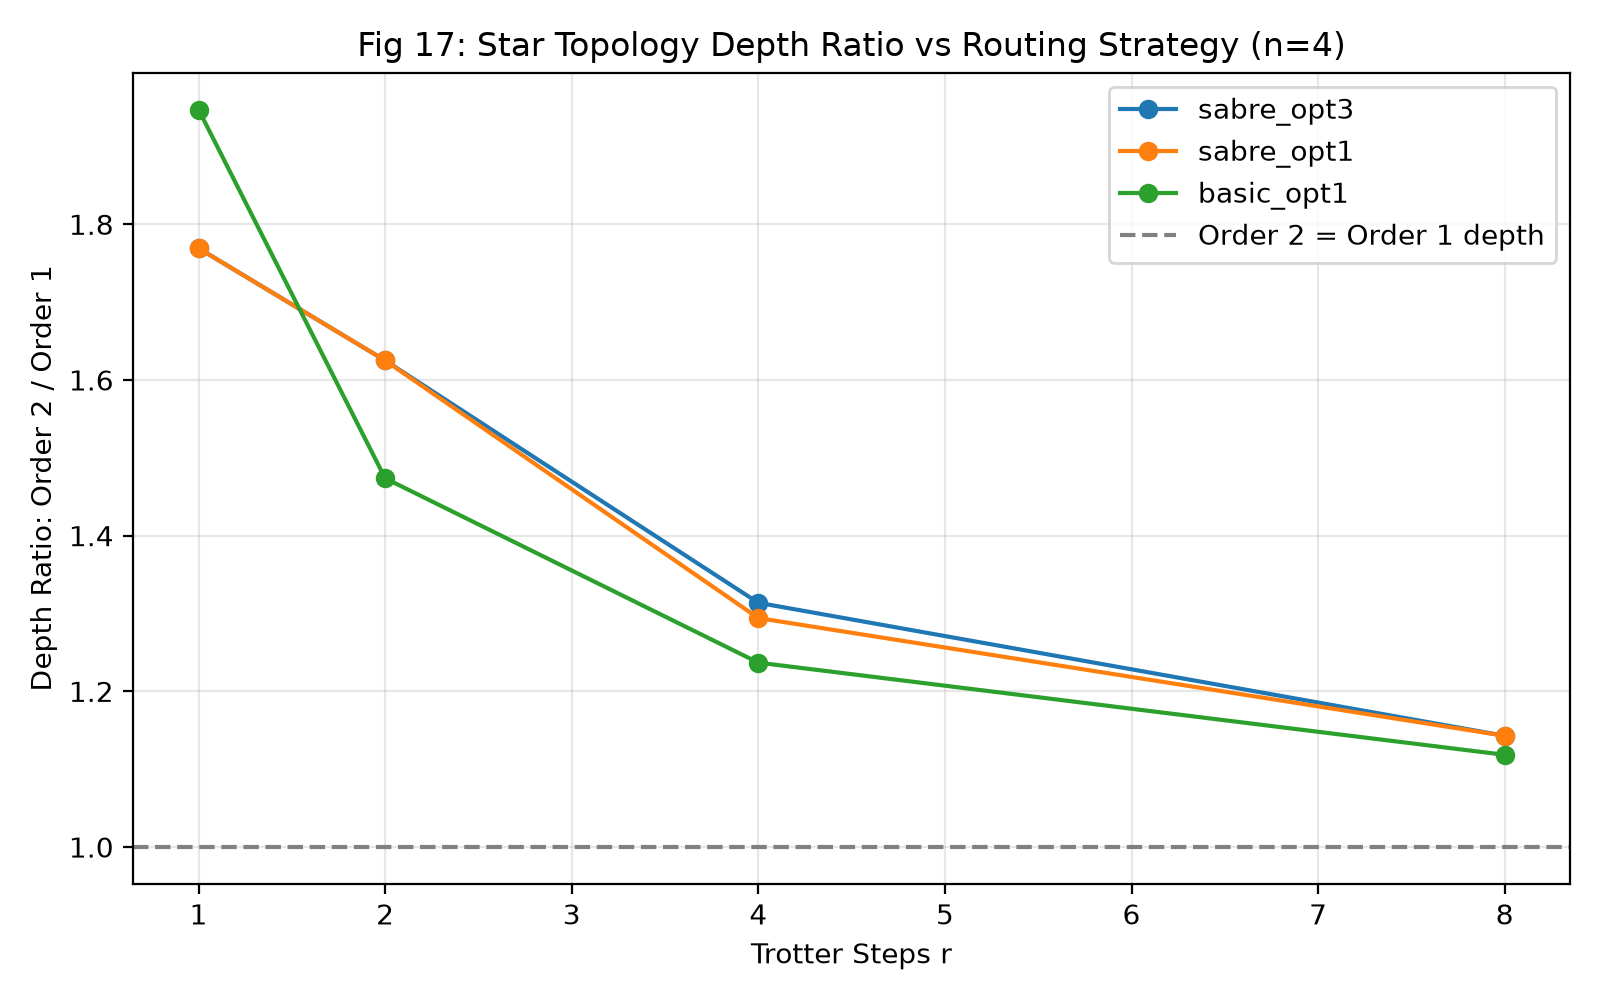 Fig 17: Star Topology Depth Ratio vs Routing Strategy (n=4)
sabre_opt3
sabre_opt1
basic_opt1
Order 2 = Order 1 depth
Depth Ratio: Order 2 / Order 1
1.8
1.6
1.4
1.2
1.0
1 2 3 4 5 6 7 8
Trotter Steps r